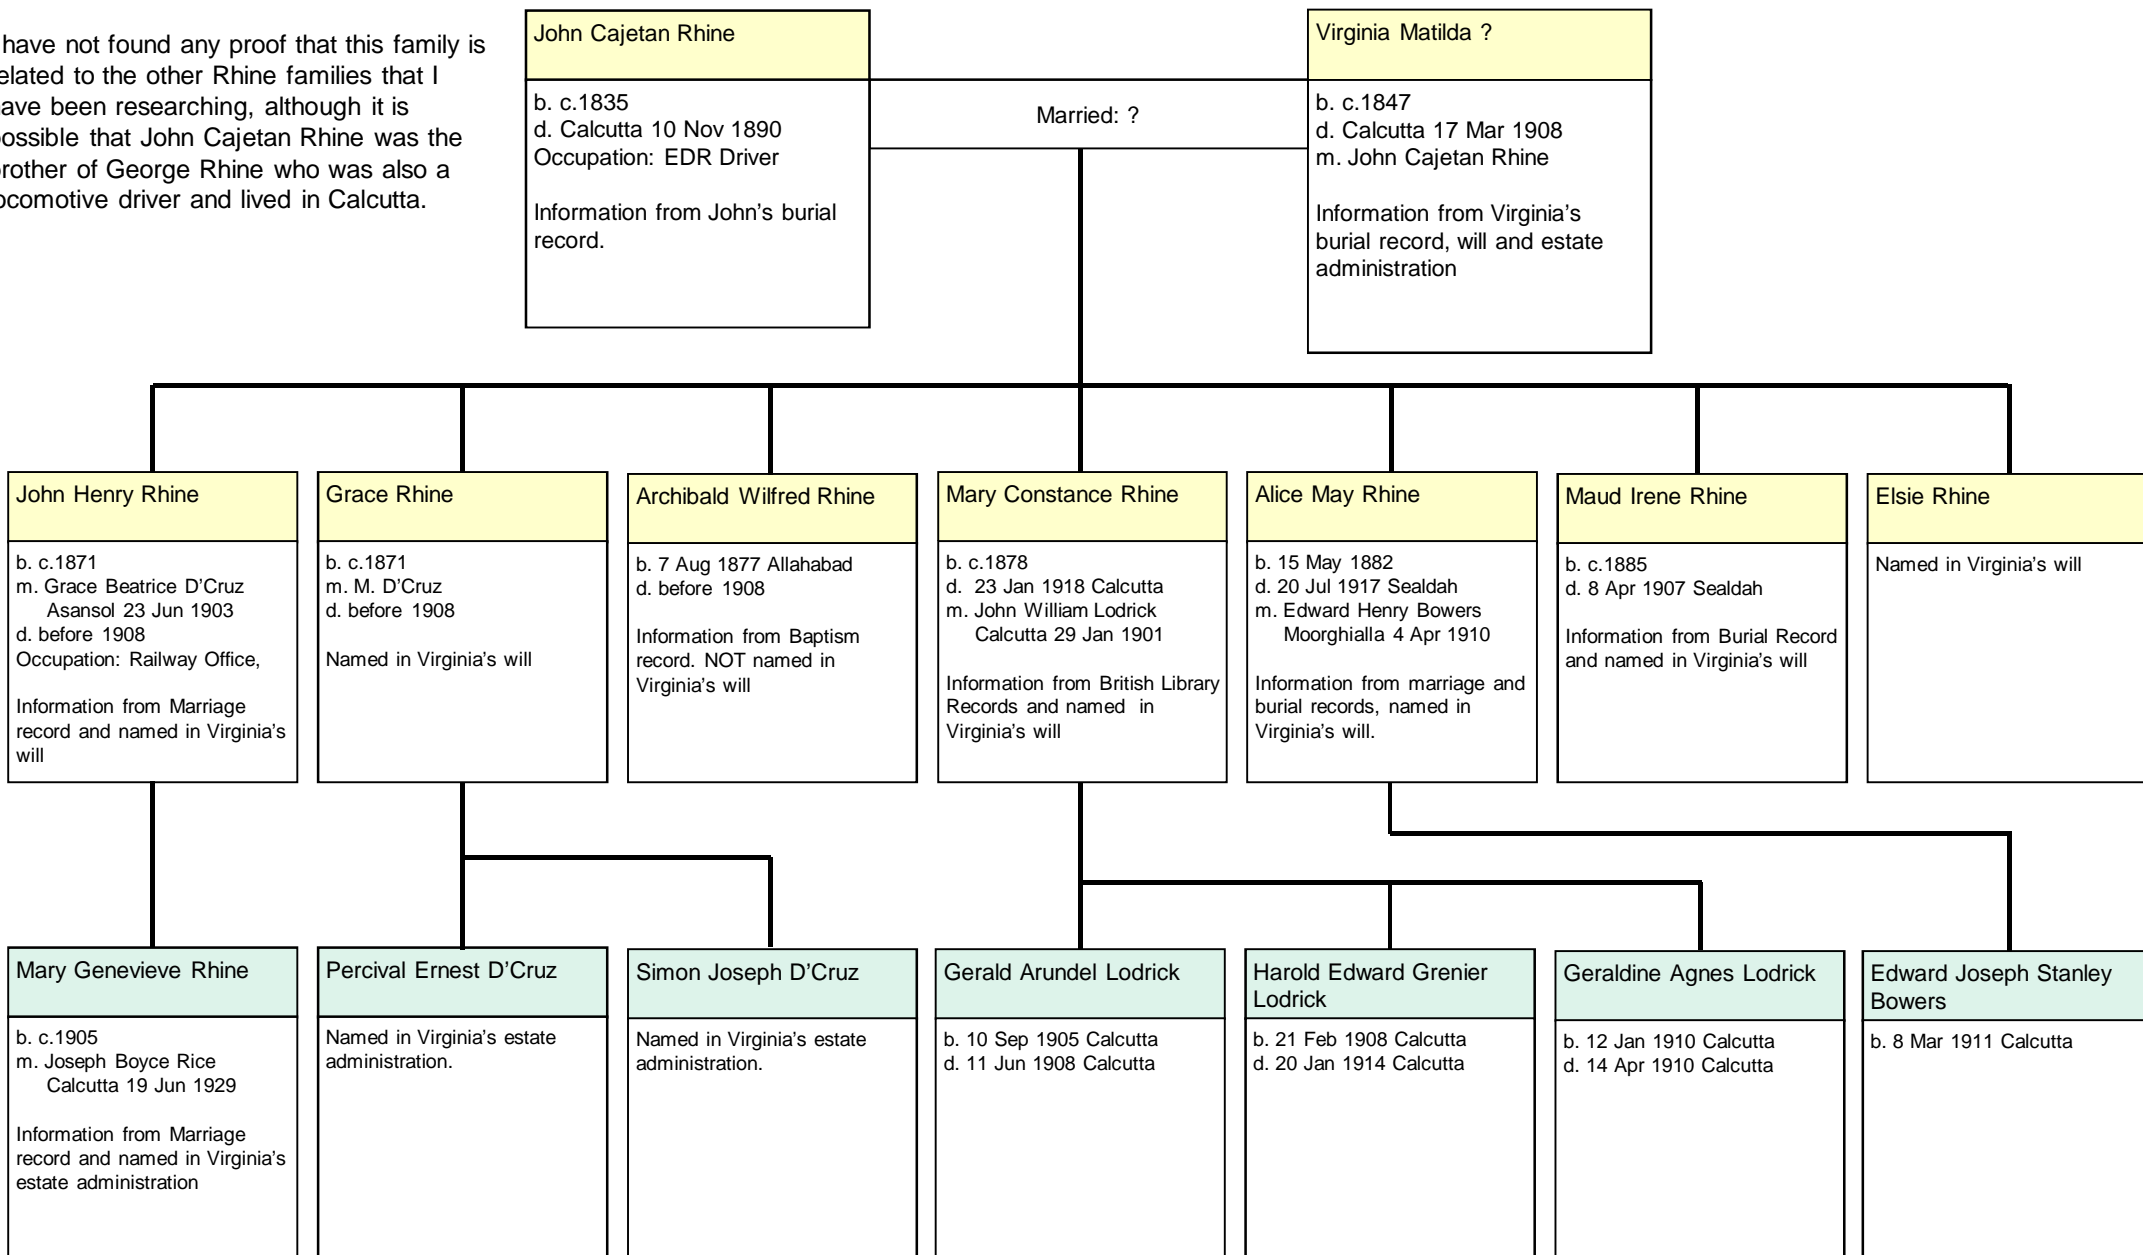 have not found any proof that this family is
elated to the other Rhine families that I
ave been researching, although it is
ossible that John Cajetan Rhine was the
rother of George Rhine who was also a
ocomotive driver and lived in Calcutta.
John Cajetan Rhine
b. c.1835
d. Calcutta 10 Nov 1890
Occupation: EDR Driver
Information from John’s burial
record.
Married: ?
Virginia Matilda ?
b. c.1847
d. Calcutta 17 Mar 1908
m. John Cajetan Rhine
Information from Virginia’s
burial record, will and estate
administration
John Henry Rhine
b. c.1871
m. Grace Beatrice D’Cruz
Asansol 23 Jun 1903
d. before 1908
Occupation: Railway Office,
Information from Marriage
record and named in Virginia’s
will
Grace Rhine
b. c.1871
m. M. D’Cruz
d. before 1908
Named in Virginia’s will
Archibald Wilfred Rhine
b. 7 Aug 1877 Allahabad
d. before 1908
Information from Baptism
record. NOT named in
Virginia’s will
Mary Constance Rhine
b. c.1878
d. 23 Jan 1918 Calcutta
m. John William Lodrick
Calcutta 29 Jan 1901
Information from British Library
Records and named in
Virginia’s will
Alice May Rhine
b. 15 May 1882
d. 20 Jul 1917 Sealdah
m. Edward Henry Bowers
Moorghialla 4 Apr 1910
Information from marriage and
burial records, named in
Virginia’s will.
Maud Irene Rhine
b. c.1885
d. 8 Apr 1907 Sealdah
Information from Burial Record
and named in Virginia’s will
Elsie Rhine
Named in Virginia’s will
Mary Genevieve Rhine
b. c.1905
m. Joseph Boyce Rice
Calcutta 19 Jun 1929
Information from Marriage
record and named in Virginia’s
estate administration
Percival Ernest D’Cruz
Named in Virginia’s estate
administration.
Simon Joseph D’Cruz
Named in Virginia’s estate
administration.
Gerald Arundel Lodrick
b. 10 Sep 1905 Calcutta
d. 11 Jun 1908 Calcutta
Harold Edward Grenier
Lodrick
b. 21 Feb 1908 Calcutta
d. 20 Jan 1914 Calcutta
Geraldine Agnes Lodrick
b. 12 Jan 1910 Calcutta
d. 14 Apr 1910 Calcutta
Edward Joseph Stanley
Bowers
b. 8 Mar 1911 Calcutta